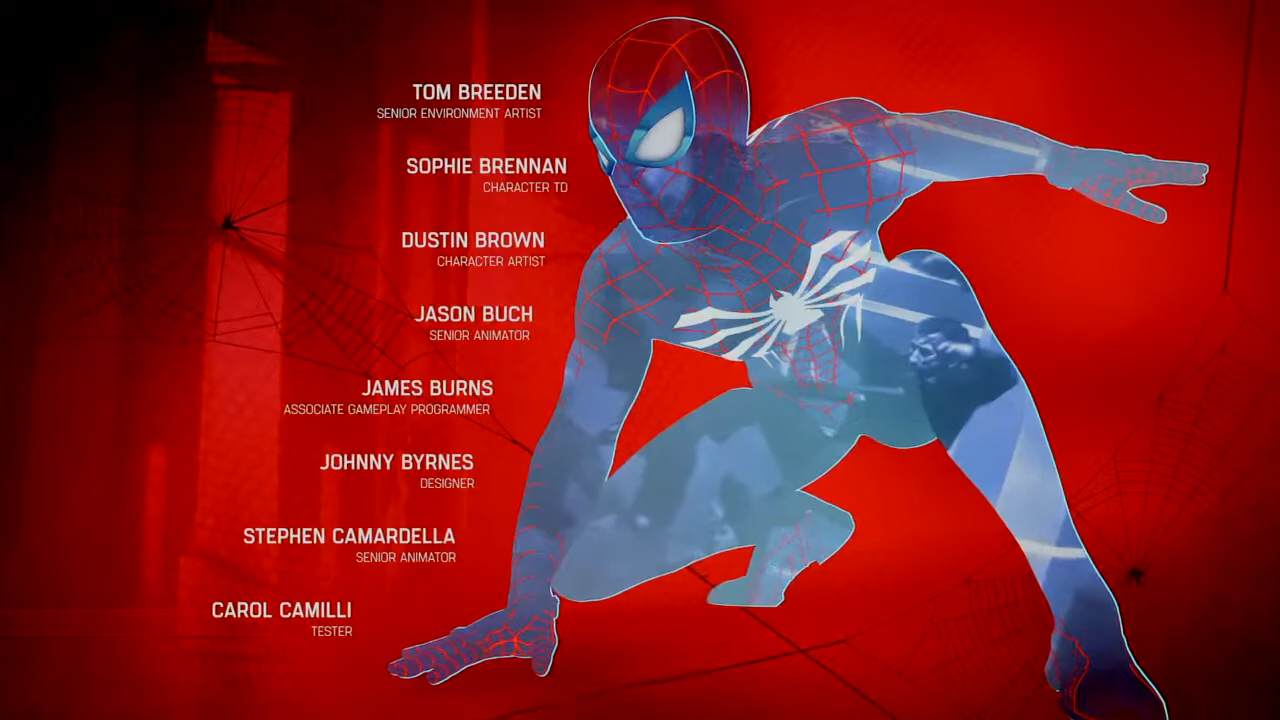 TOM BREEDEN
SENIOR ENVIRONMENT ARTIST
SOPHIE BRENNAN
CHARACTER TD
DUSTIN BROWN
CHARACTER ARTIST
JASON BUCH
SENIOR ANIMATOR
JAMES BURNS
ASSOCIATE GAMEPLAY PROGRAMMER
JOHNNY BYRNES
DESIGNER
STEPHEN CAMARDELLA
SENIOR ANIMATOR
CAROL CAMILLI
TESTER